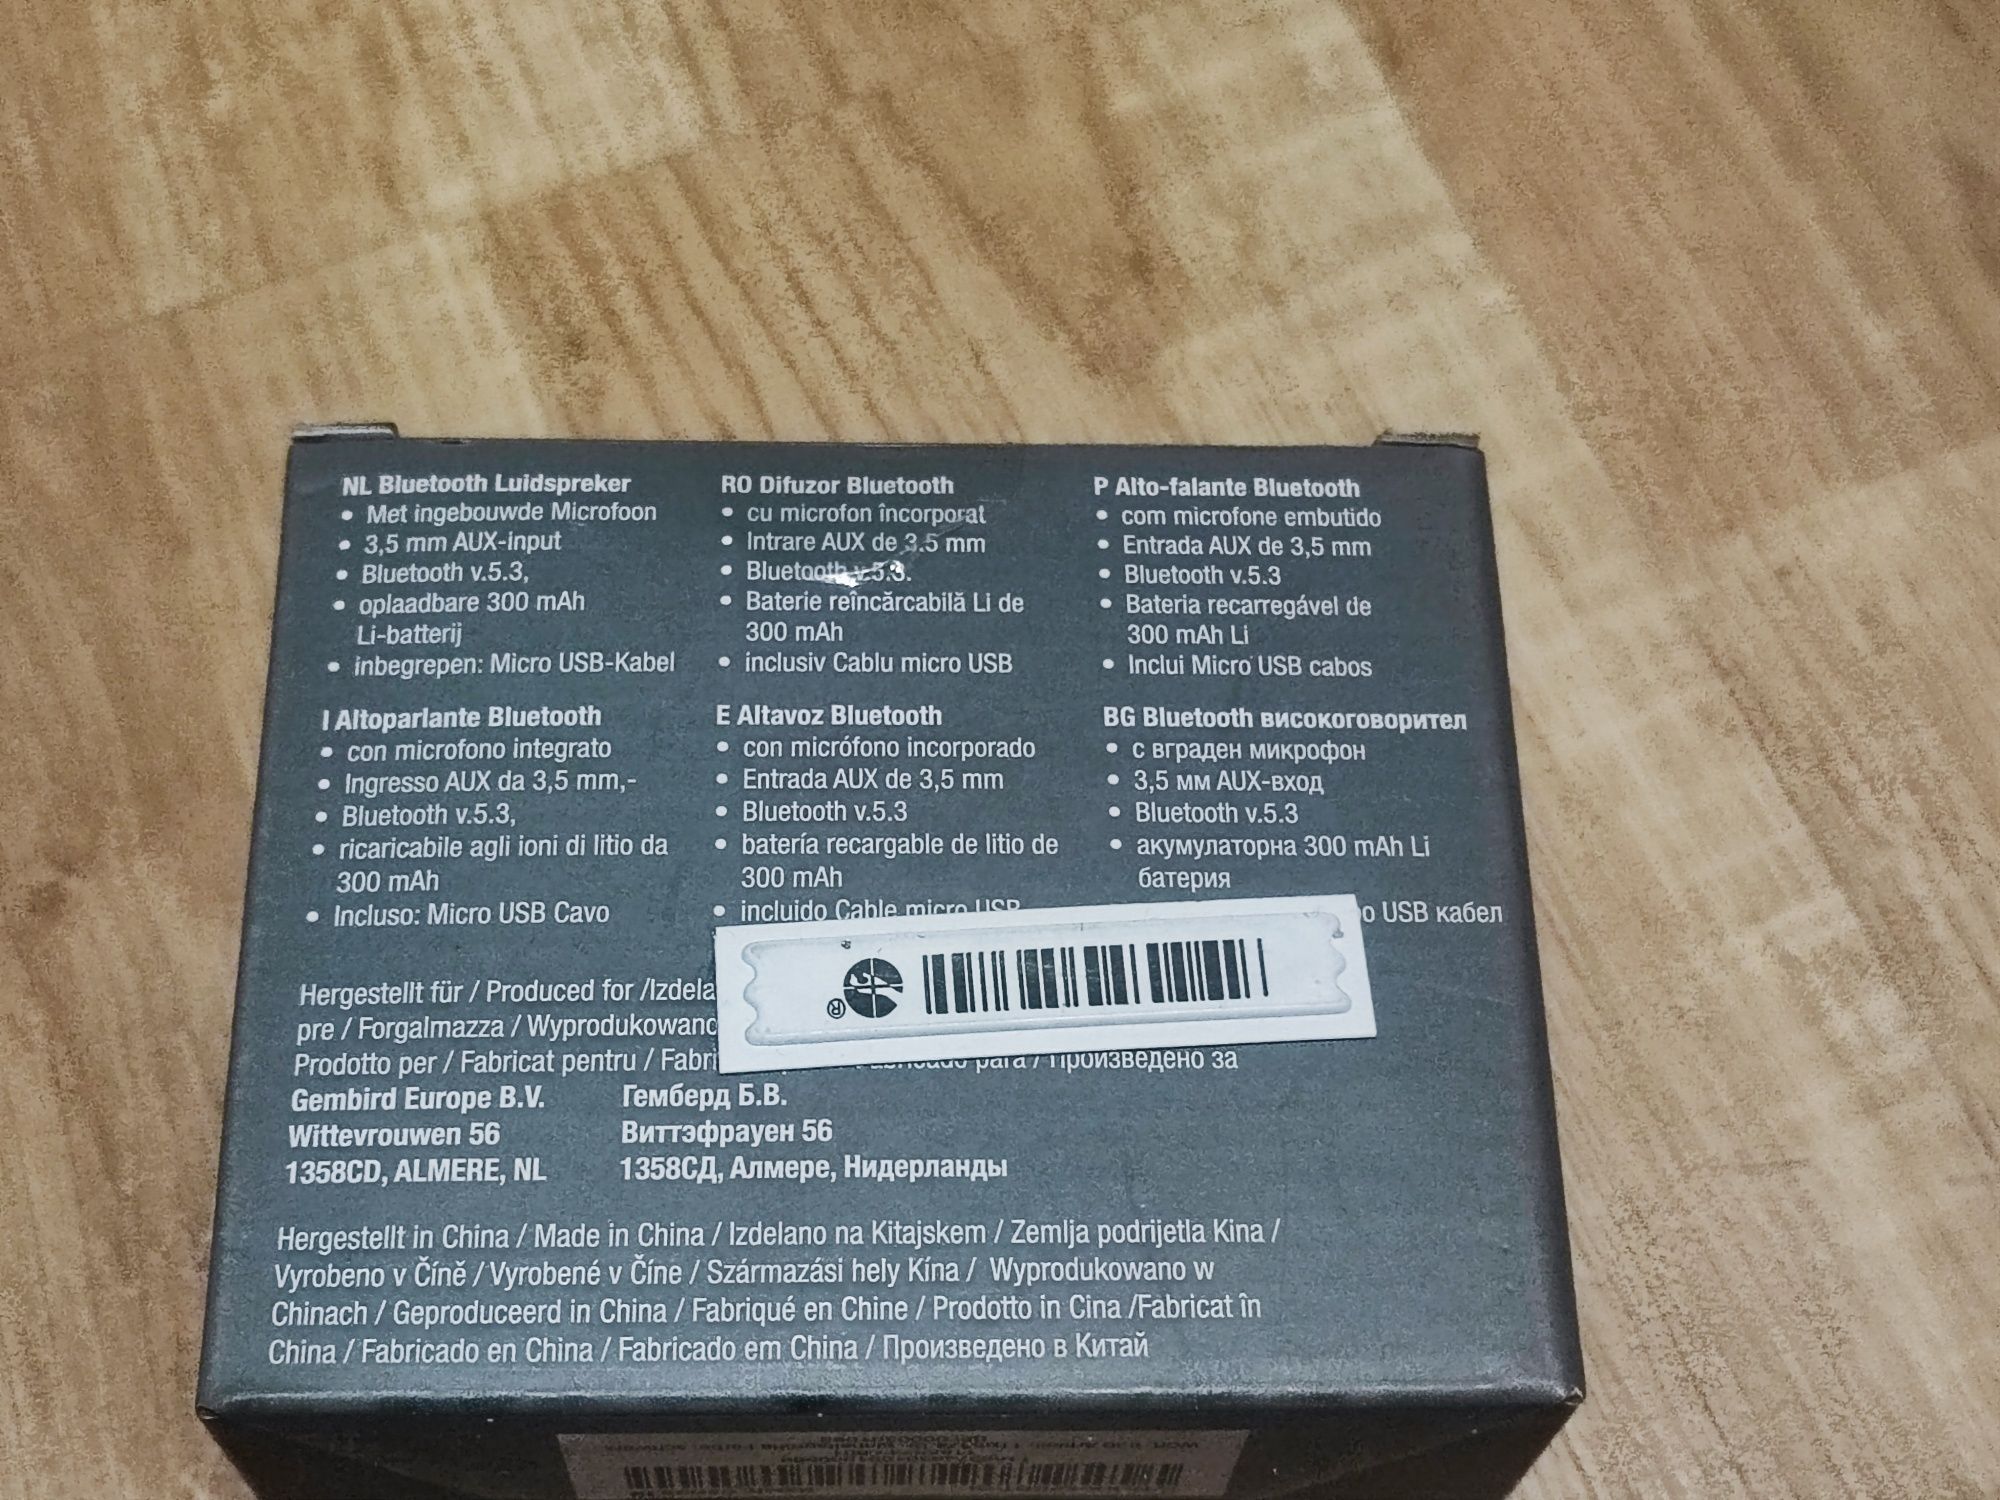 NL Bluetooth Luidspreker
• Met ingebouwde Microfoon
• 3,5 mm AUX-input
• Bluetooth v.5.3,
• oplaadbare 300 mAh
Li-batterij
• inbegrepen: Micro USB-Kabel
RO Difuzor Bluetooth
• cu microfon încorporat
• Intrare AUX de 3.5 mm
• Bluetooth v.5.3.
• Baterie reîncărcabilă Li de
300 mAh
• inclusiv Cablu micro USB
P Alto-falante Bluetooth
• com microfone embutido
• Entrada AUX de 3,5 mm
• Bluetooth v.5.3
• Bateria recarregável de
300 mAh Li
• Inclui Micro USB cabos
I Altoparlante Bluetooth
• con microfono integrato
• Ingresso AUX da 3,5 mm,-
• Bluetooth v.5.3,
• ricaricabile agli ioni di litio da
300 mAh
• Incluso: Micro USB Cavo
E Altavoz Bluetooth
• con micrófono incorporado
• Entrada AUX de 3,5 mm
• Bluetooth v.5.3
• batería recargable de litio de
300 mAh
• incluido Cable micro USB
BG Bluetooth високоговорител
• с вграден микрофон
• 3,5 мм AUX-вход
• Bluetooth v.5.3
• акумулаторна 300 mAh Li
батерия
USB кабел
®
Hergestellt für / Produced for /Izdela
pre / Forgalmazza / Wyprodukowano
Prodotto per / Fabricat pentru / Fabri para / Произведено за
Gembird Europe B.V.
Wittevrouwen 56
1358CD, ALMERE, NL
Гемберд Б.В.
Виттэфрауен 56
1358СД, Алмере, Нидерланды
Hergestellt in China / Made in China / Izdelano na Kitajskem / Zemlja podrijetla Kina /
Vyrobeno v Číně / Vyrobené v Číne / Származási hely Kína / Wyprodukowano w
Chinach / Geproduceerd in China / Fabriqué en Chine / Prodotto in Cina /Fabricat în
China / Fabricado en China / Fabricado em China / Произведено в Китай